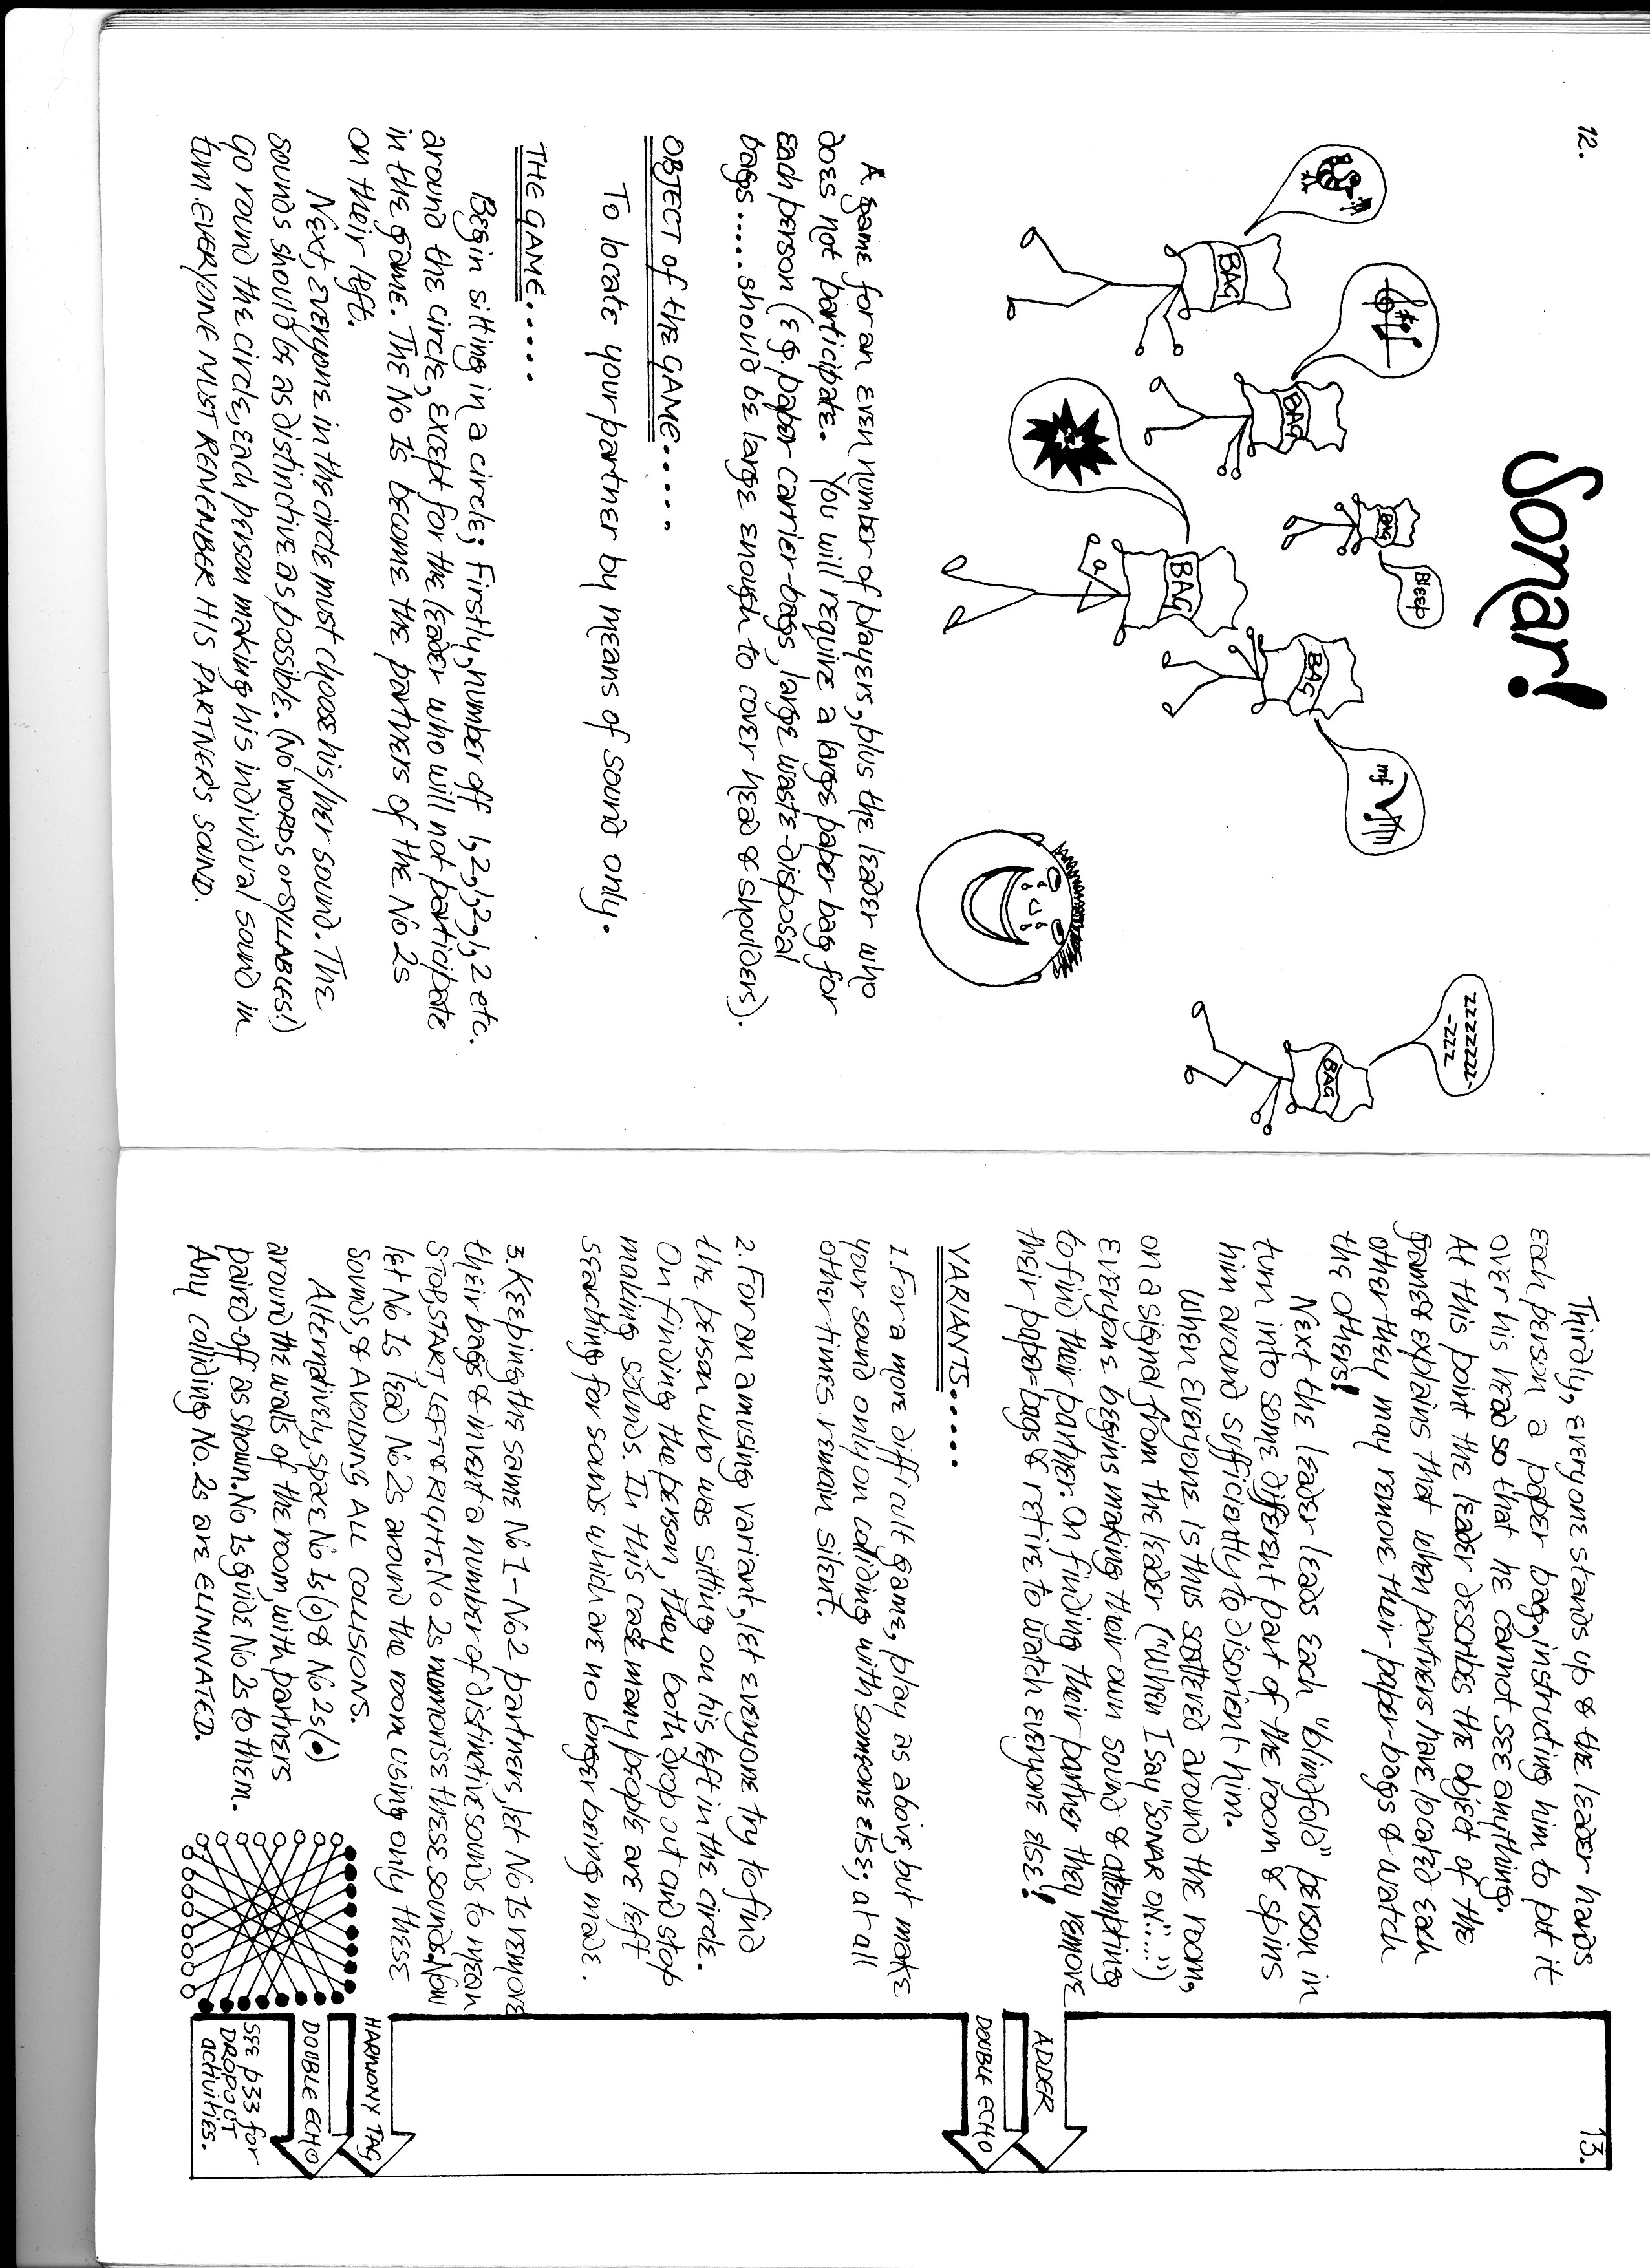 12.
Sonar!
BAG
BAG
BAG
Bleep
BAG
BAG
mf
zzzzzzzz-
-zzz
BAG
A game for an even number of players, plus the leader who
does not participate. You will require a large paper bag for
each person (eg. paper carrier-bags, large waste-disposal
bags..... should be large enough to cover head & shoulders).
OBJECT of the GAME.....
To locate your partner by means of sound only.
THE GAME.....
Begin sitting in a circle; Firstly, number off 1,2,1,2,1,2 etc.
around the circle, except for the leader who will not participate
in the game. The No 1s become the partners of the No 2s
on their left.
Next, everyone in the circle must choose his/her sound. The
sounds should be as distinctive as possible. (No words or SYLLABLES!)
Go round the circle, each person making his individual sound in
turn. EVERYONE MUST REMEMBER HIS PARTNER'S SOUND.
13.
Thirdly, everyone stands up & the leader hands
each person a paper bag, instructing him to put it
over his head so that he cannot see anything.
At this point the leader describes the object of the
game & explains that when partners have located each
other they may remove their paper-bags & watch
the others!
Next the leader leads each "blindfold" person in
turn into some different part of the room & spins
him around sufficiently to disorient him.
When everyone is thus scattered around the room,
on a signal from the leader ("When I say "SONAR ON"....")
Everyone begins making their own sound & attempting
to find their partner. On finding their partner they remove
their paper-bags & retire to watch everyone else!
VARIANTS.....
1. For a more difficult game, play as above, but make
your sound only on colliding with someone else; at all
other times remain silent.
2. For an amusing variant, let everyone try to find
the person who was sitting on his left in the circle.
On finding the person, they both drop out and stop
making sounds. In this case many people are left
searching for sounds which are no longer being made.
3. Keeping the same No 1 - No 2 partners, let No 1s remove
their bags & invent a number of distinctive sounds to mean
STOP, START, LEFT & RIGHT. No 2s memorise these sounds. Now
let No 1s lead No 2s around the room using only these
sounds, & AVOIDING ALL COLLISIONS.
Alternatively, space No 1s (o) & No 2s (●)
around the walls of the room, with partners
paired-off as shown. No 1s guide No 2s to them.
Any colliding No. 2s are ELIMINATED.
ADDER
DOUBLE ECHO
HARMONY TAG
DOUBLE ECHO
SEE p33 for
DROPOUT
activities.